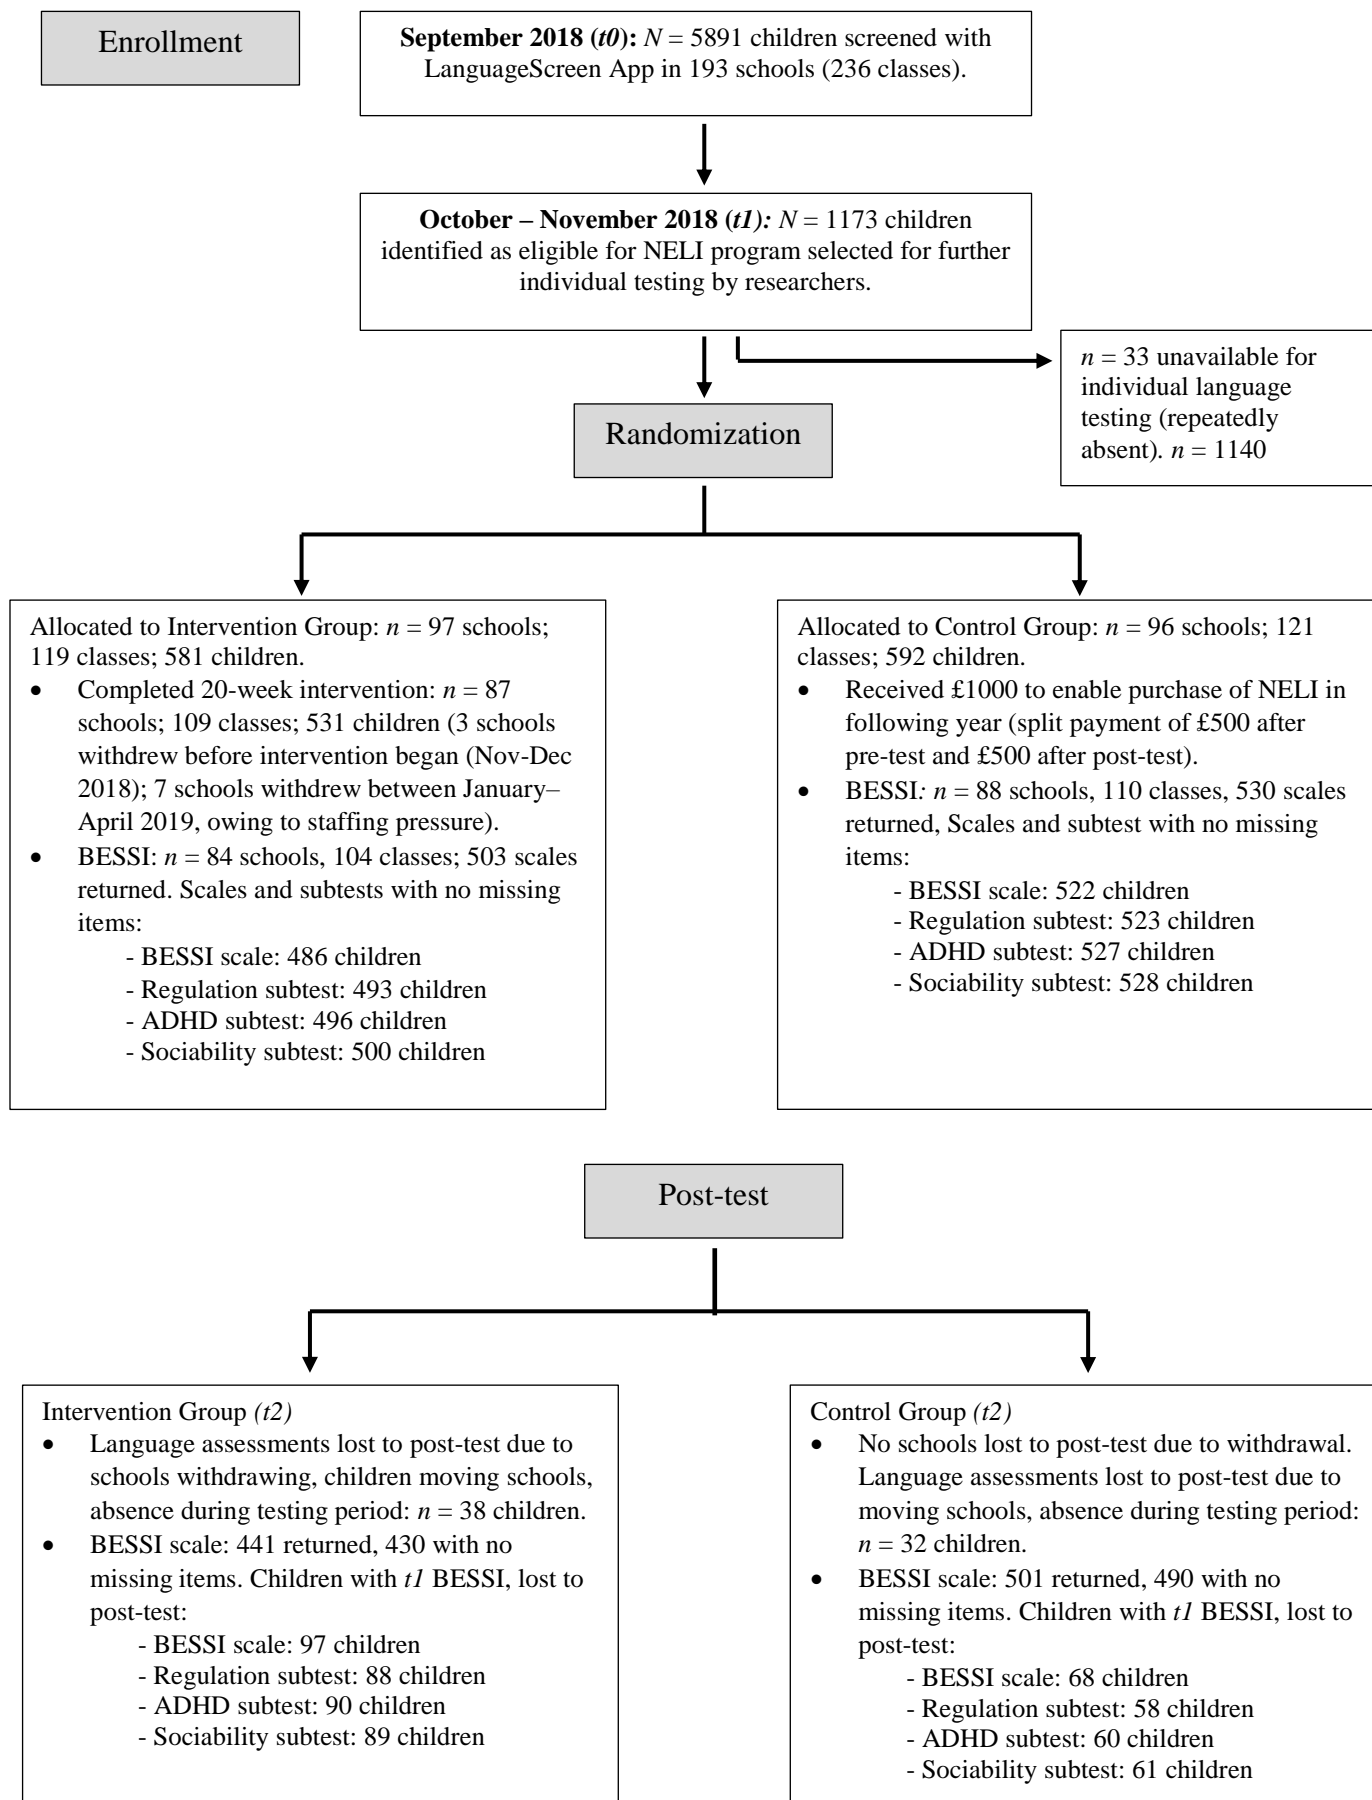 Enrollment
September 2018 (t0): N = 5891 children screened with
LanguageScreen App in 193 schools (236 classes).
October – November 2018 (t1): N = 1173 children
identified as eligible for NELI program selected for further
individual testing by researchers.
n = 33 unavailable for
individual language
testing (repeatedly
absent). n = 1140
Randomization
Allocated to Intervention Group: n = 97 schools;
119 classes; 581 children.
• Completed 20-week intervention: n = 87
schools; 109 classes; 531 children (3 schools
withdrew before intervention began (Nov-Dec
2018); 7 schools withdrew between January–
April 2019, owing to staffing pressure).
• BESSI: n = 84 schools, 104 classes; 503 scales
returned. Scales and subtests with no missing
items:
- BESSI scale: 486 children
- Regulation subtest: 493 children
- ADHD subtest: 496 children
- Sociability subtest: 500 children
Allocated to Control Group: n = 96 schools; 121
classes; 592 children.
• Received £1000 to enable purchase of NELI in
following year (split payment of £500 after
pre-test and £500 after post-test).
• BESSI: n = 88 schools, 110 classes, 530 scales
returned, Scales and subtest with no missing
items:
- BESSI scale: 522 children
- Regulation subtest: 523 children
- ADHD subtest: 527 children
- Sociability subtest: 528 children
Post-test
Intervention Group (t2)
• Language assessments lost to post-test due to
schools withdrawing, children moving schools,
absence during testing period: n = 38 children.
• BESSI scale: 441 returned, 430 with no
missing items. Children with t1 BESSI, lost to
post-test:
- BESSI scale: 97 children
- Regulation subtest: 88 children
- ADHD subtest: 90 children
- Sociability subtest: 89 children
Control Group (t2)
• No schools lost to post-test due to withdrawal.
Language assessments lost to post-test due to
moving schools, absence during testing period:
n = 32 children.
• BESSI scale: 501 returned, 490 with no
missing items. Children with t1 BESSI, lost to
post-test:
- BESSI scale: 68 children
- Regulation subtest: 58 children
- ADHD subtest: 60 children
- Sociability subtest: 61 children